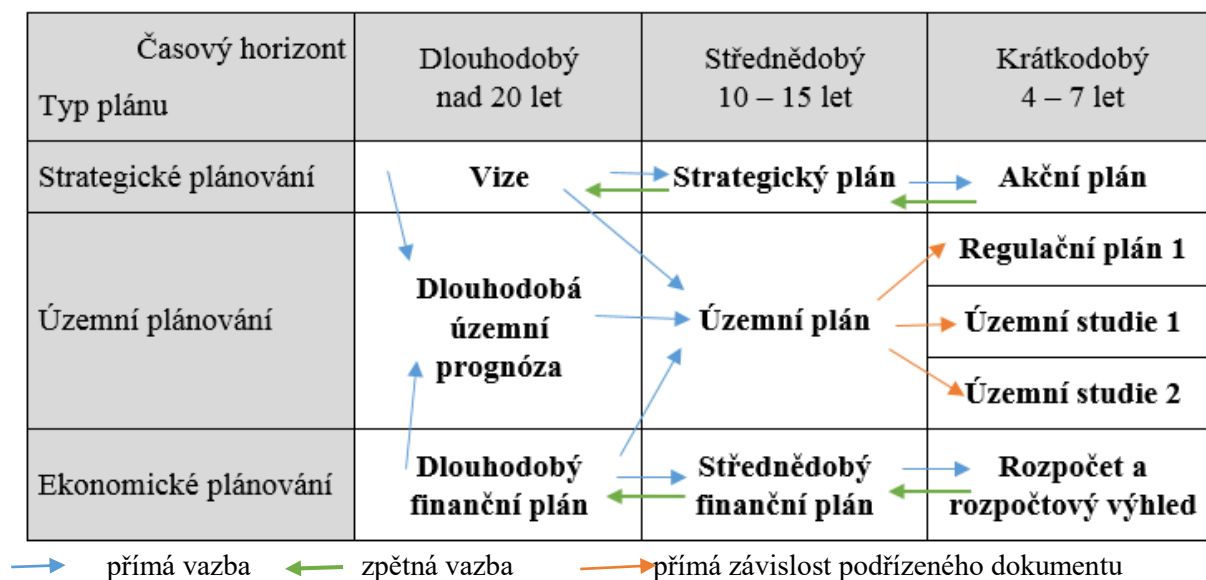 Časový horizont
Typ plánu
Dlouhodobý
nad 20 let
Střednědobý
10 – 15 let
Krátkodobý
4 – 7 let
Strategické plánování
Vize
Strategický plán
Akční plán
Územní plánování
Dlouhodobá
územní
prognóza
Územní plán
Regulační plán 1
Územní studie 1
Územní studie 2
Ekonomické plánování
Dlouhodobý
finanční plán
Střednědobý
finanční plán
Rozpočet a
rozpočtový výhled
přímá vazba
zpětná vazba
přímá závislost podřízeného dokumentu